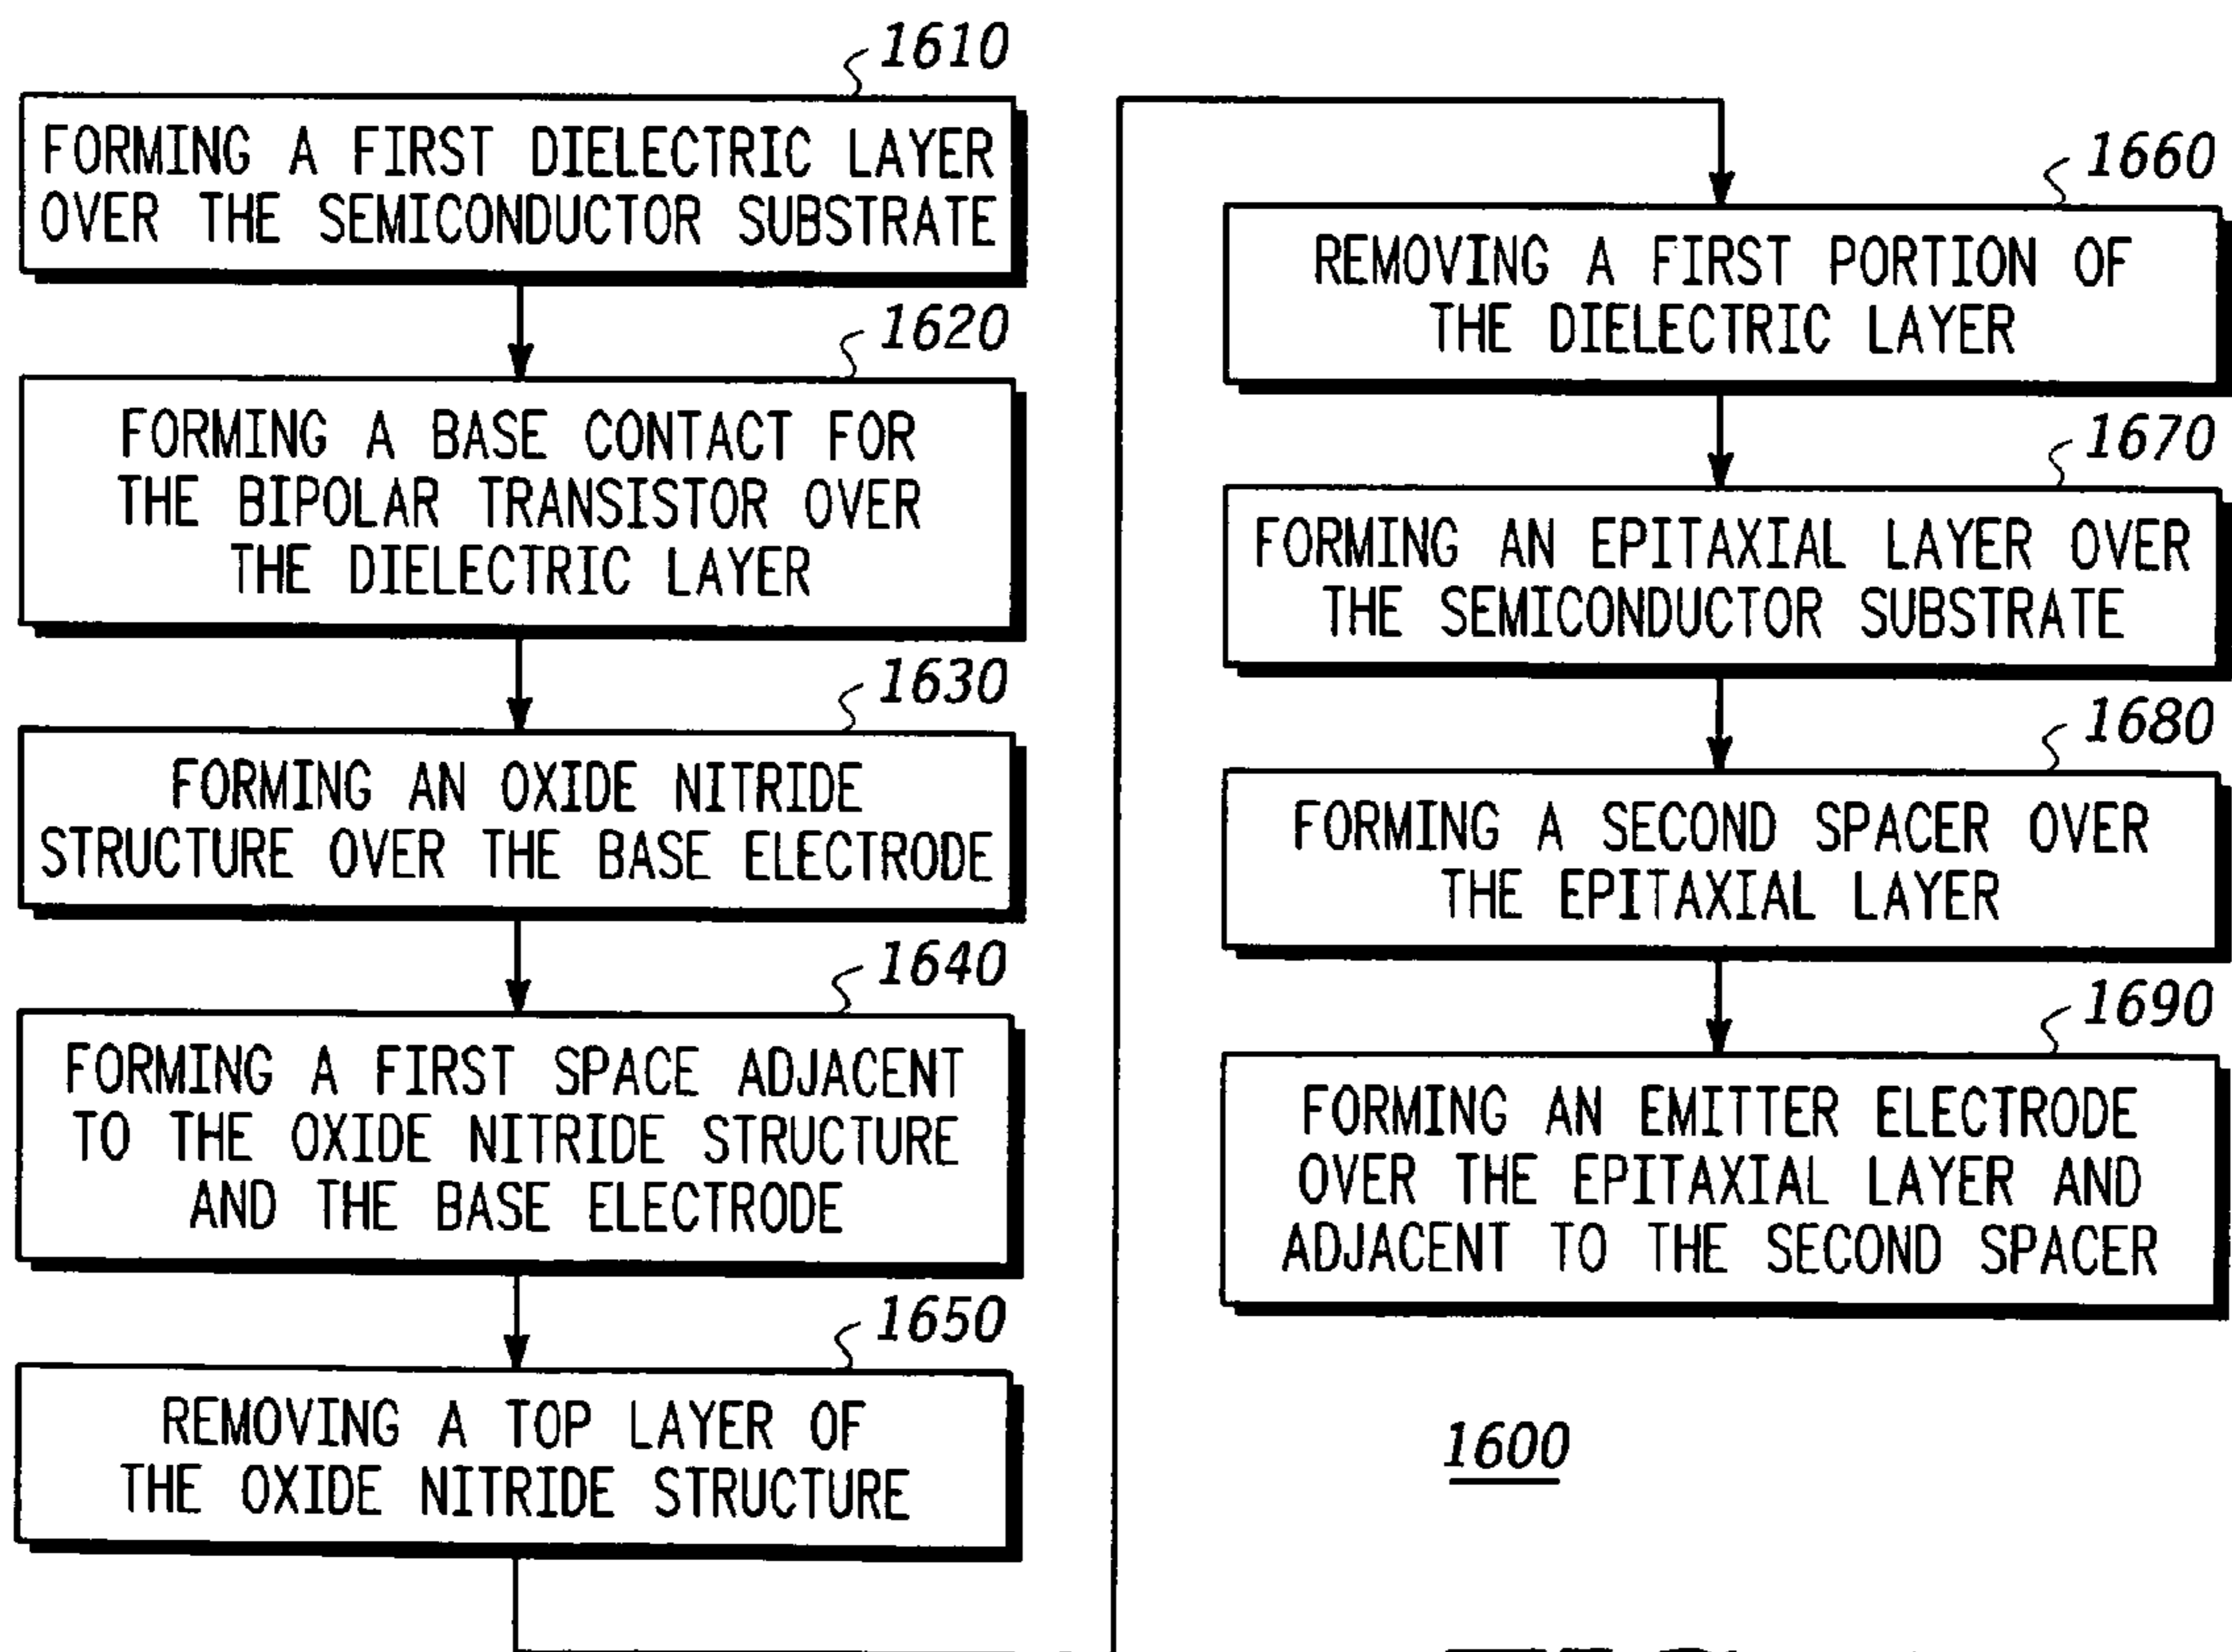 1610
FORMING A FIRST DIELECTRIC LAYER
OVER THE SEMICONDUCTOR SUBSTRATE
1620
FORMING A BASE CONTACT FOR
THE BIPOLAR TRANSISTOR OVER
THE DIELECTRIC LAYER
1630
FORMING AN OXIDE NITRIDE
STRUCTURE OVER THE BASE ELECTRODE
1640
FORMING A FIRST SPACE ADJACENT
TO THE OXIDE NITRIDE STRUCTURE
AND THE BASE ELECTRODE
1650
REMOVING A TOP LAYER OF
THE OXIDE NITRIDE STRUCTURE
1660
REMOVING A FIRST PORTION OF
THE DIELECTRIC LAYER
1670
FORMING AN EPITAXIAL LAYER OVER
THE SEMICONDUCTOR SUBSTRATE
1680
FORMING A SECOND SPACER OVER
THE EPITAXIAL LAYER
1690
FORMING AN EMITTER ELECTRODE
OVER THE EPITAXIAL LAYER AND
ADJACENT TO THE SECOND SPACER
1600